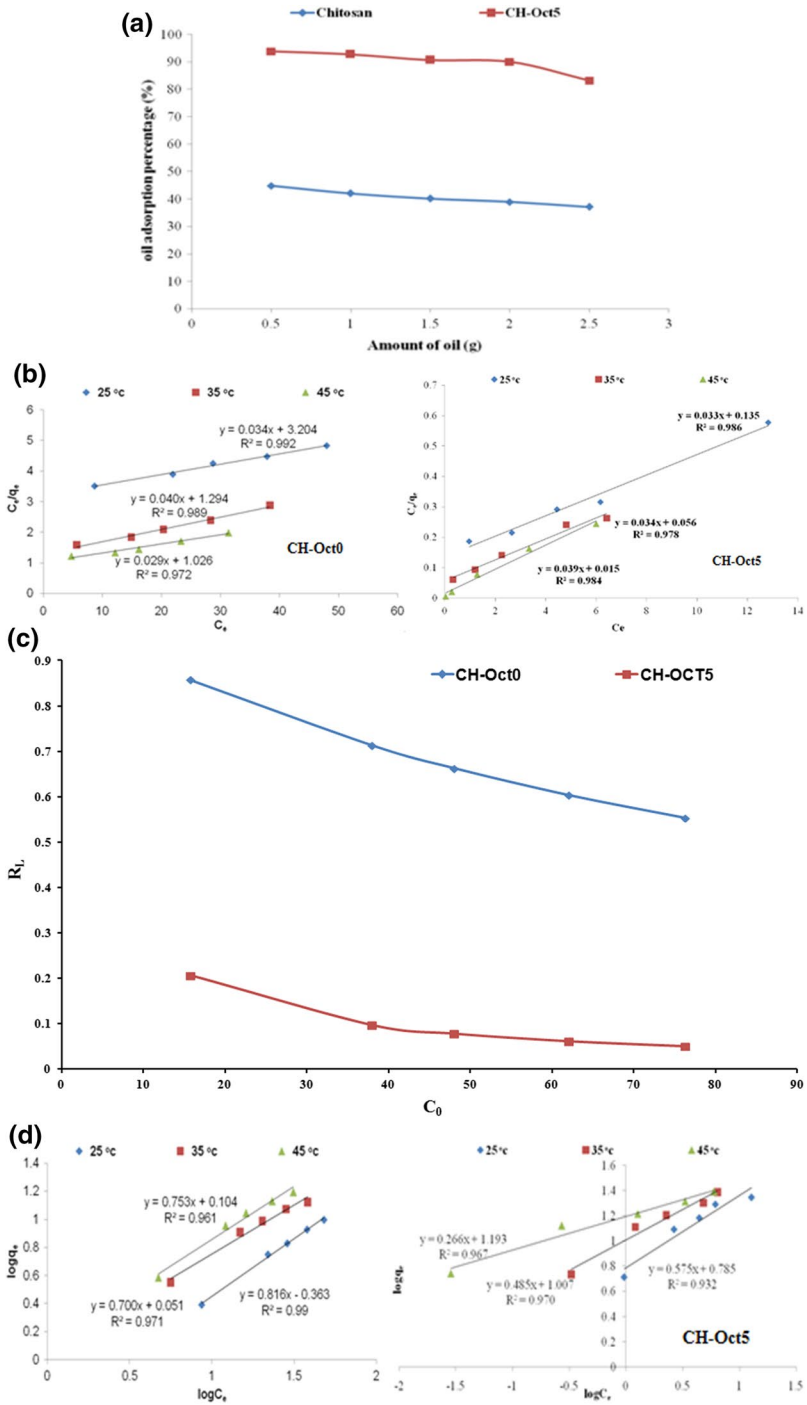 (a)
Chitosan CH-Oct5
100
90
80
70
60
50
40
30
20
10
0
oil adsorption percentage (%)
0.5 1 1.5 2 2.5 3
Amount of oil (g)
(b)
25 °c 35 °c 45 °c
6
5
4
3
2
1
0
Ce/qe
y = 0.034x + 3.204
R² = 0.992
y = 0.040x + 1.294
R² = 0.989
y = 0.029x + 1.026
R² = 0.972
CH-Oct0
0 10 20 30 40 50 60
Ce
25 °c 35 °c 45 °c
0.7
0.6
0.5
0.4
0.3
0.2
0.1
0
Ce/qe
y = 0.033x + 0.135
R² = 0.986
y = 0.034x + 0.056
R² = 0.978
y = 0.039x + 0.015
R² = 0.984
CH-Oct5
0 2 4 6 8 10 12 14
Ce
(c)
CH-Oct0 CH-OCT5
0.9
0.8
0.7
0.6
0.5
0.4
0.3
0.2
0.1
0
RL
0 10 20 30 40 50 60 70 80 90
C0
(d)
25 °c 35 °c 45 °c
1.4
1.2
1
0.8
0.6
0.4
0.2
0
logqe
y = 0.753x + 0.104
R² = 0.961
y = 0.700x + 0.051
R² = 0.971
y = 0.816x - 0.363
R² = 0.99
0 0.5 1 1.5 2
logCe
25 °c 35 °c 45 °c
1.6
1.4
1.2
1
0.8
0.6
0.4
0.2
0
logqe
y = 0.266x + 1.193
R² = 0.967
y = 0.485x + 1.007
R² = 0.970
y = 0.575x + 0.785
R² = 0.932
CH-Oct5
-2 -1.5 -1 -0.5 0 0.5 1 1.5
logCe